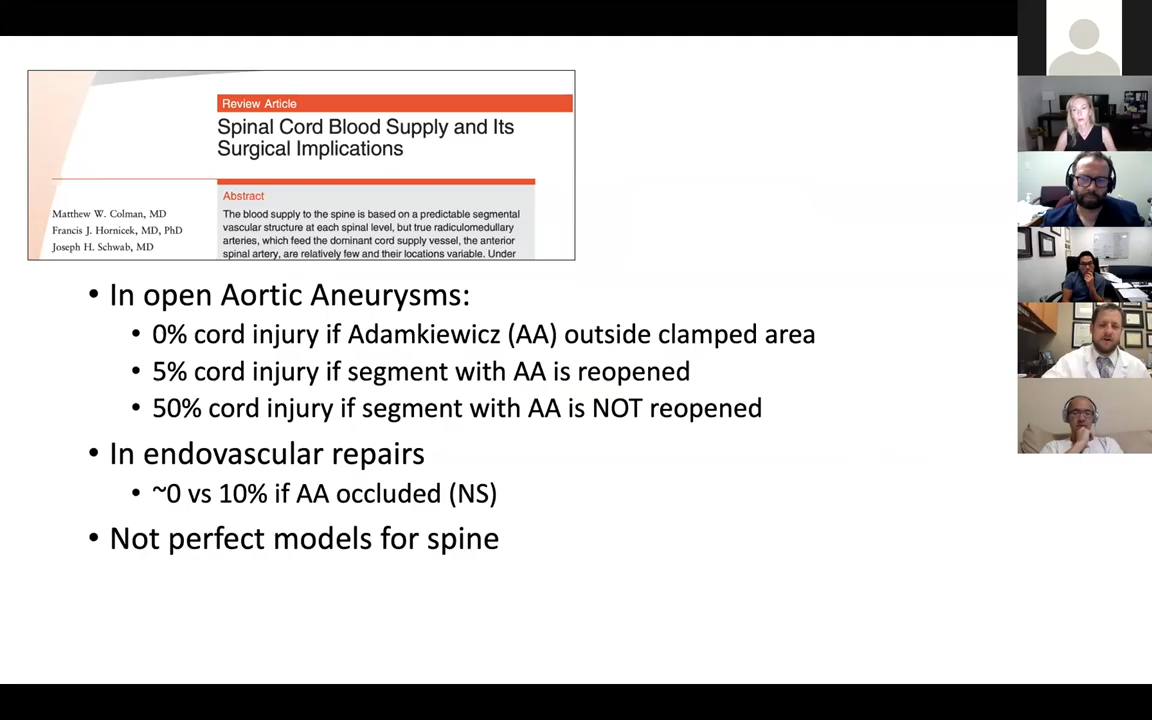 Review Article
Spinal Cord Blood Supply and Its
Surgical Implications
Abstract
Matthew W. Colman, MD
Francis J. Hornicek, MD, PhD
Joseph H. Schwab, MD
The blood supply to the spine is based on a predictable segmental
vascular structure at each spinal level, but true radiculomedullary
arteries, which feed the dominant cord supply vessel, the anterior
spinal artery, are relatively few and their locations variable. Under
• In open Aortic Aneurysms:
• 0% cord injury if Adamkiewicz (AA) outside clamped area
• 5% cord injury if segment with AA is reopened
• 50% cord injury if segment with AA is NOT reopened
• In endovascular repairs
• ~0 vs 10% if AA occluded (NS)
• Not perfect models for spine